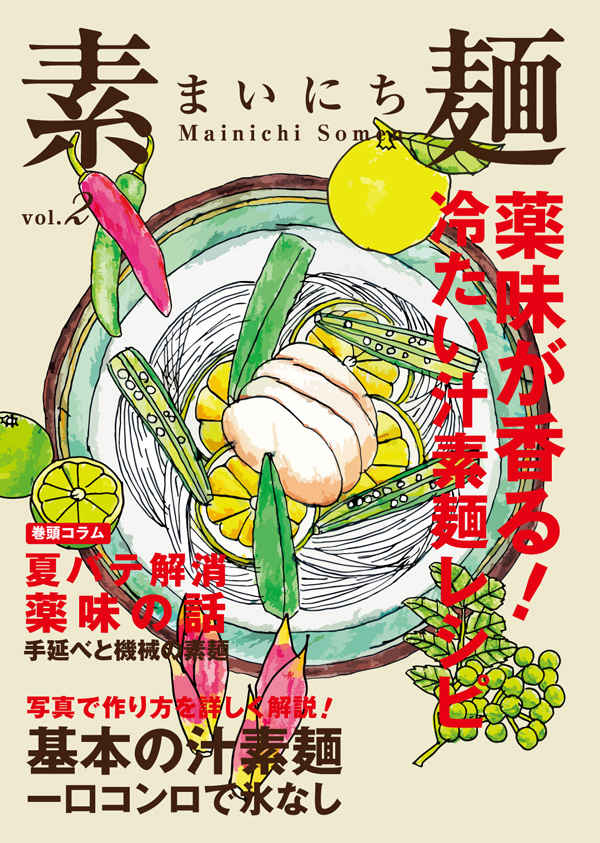 素麺
まいにち
Mainichi Somen
vol.2
薬味が香る!
冷たい汁素麺レシピ
巻頭コラム
夏バテ解消
薬味の話
手延べと機械の素麺
写真で作り方を詳しく解説!
基本の汁素麺
一口コンロで氷なし